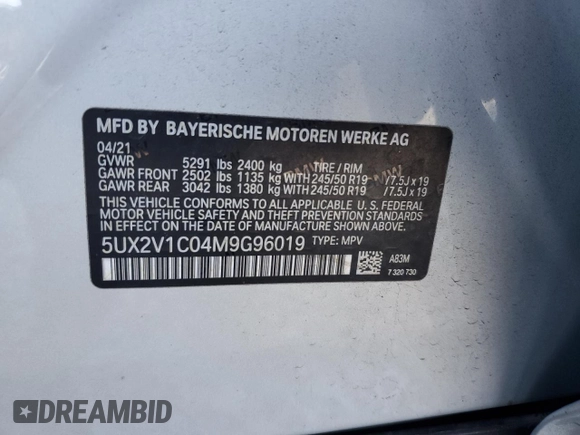 MFD BY BAYERISCHE MOTOREN WERKE AG
04/21
GVWR 5291 lbs 2400 kg TIRE / RIM
GAWR FRONT 2502 lbs 1135 kg WITH 245/50 R19 /7.5J x 19
GAWR REAR 3042 lbs 1380 kg WITH 245/50 R19 /7.5J x 19
THIS VEHICLE CONFORMS TO ALL APPLICABLE U. S. FEDERAL
MOTOR VEHICLE SAFETY, BUMPER, AND THEFT PREVENTION
STANDARDS IN EFFECT ON THE DATE OF MANUFACTURE
SHOWN ABOVE.
5UX2V1C04M9G96019 TYPE: MPV
A83M
7 320 730
DREAMBID